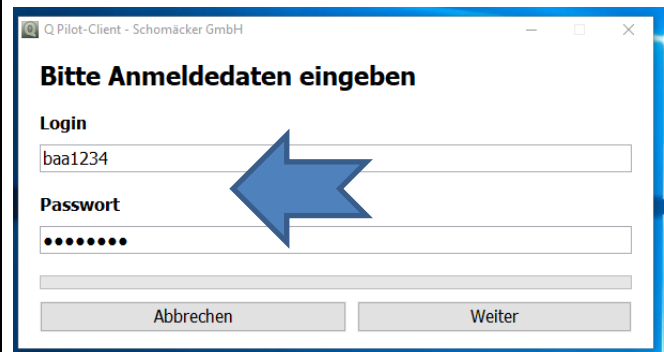 Q Pilot-Client - Schomäcker GmbH
Bitte Anmeldedaten eingeben
Login
baa1234
Passwort
●●●●●●●●
Abbrechen
Weiter